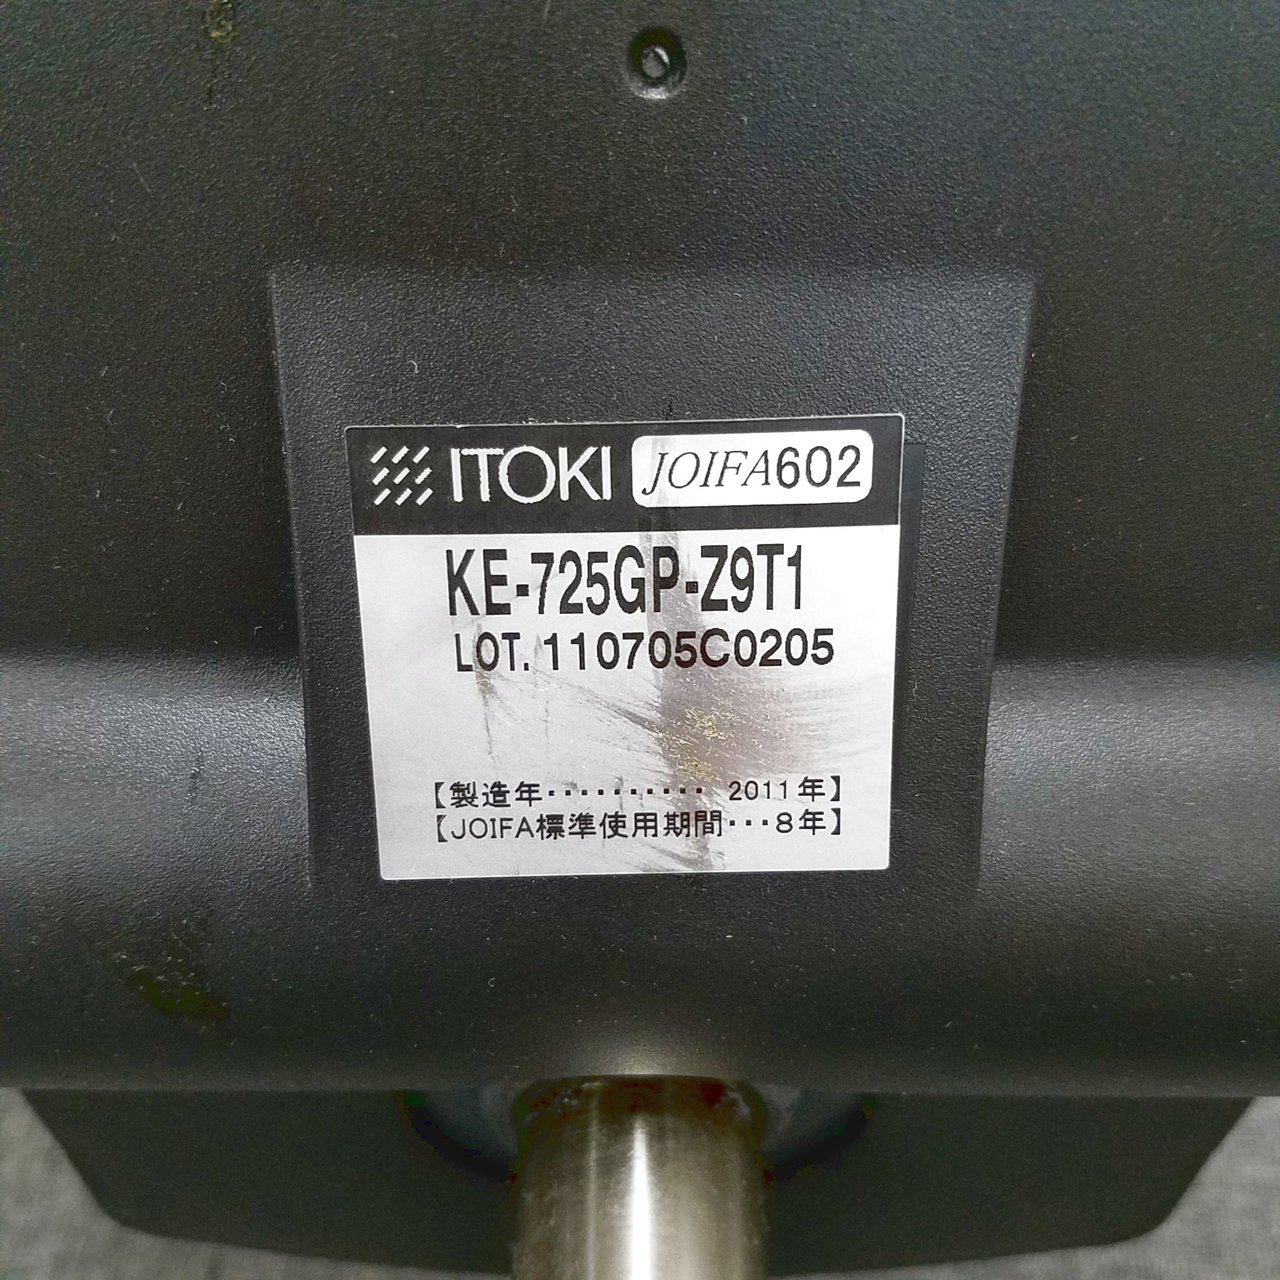 ITOKI JOIFA602
KE-725GP-Z9T1
LOT. 110705C0205
【製造年･･････････ 2011年】
【JOIFA標準使用期間･･･8年】